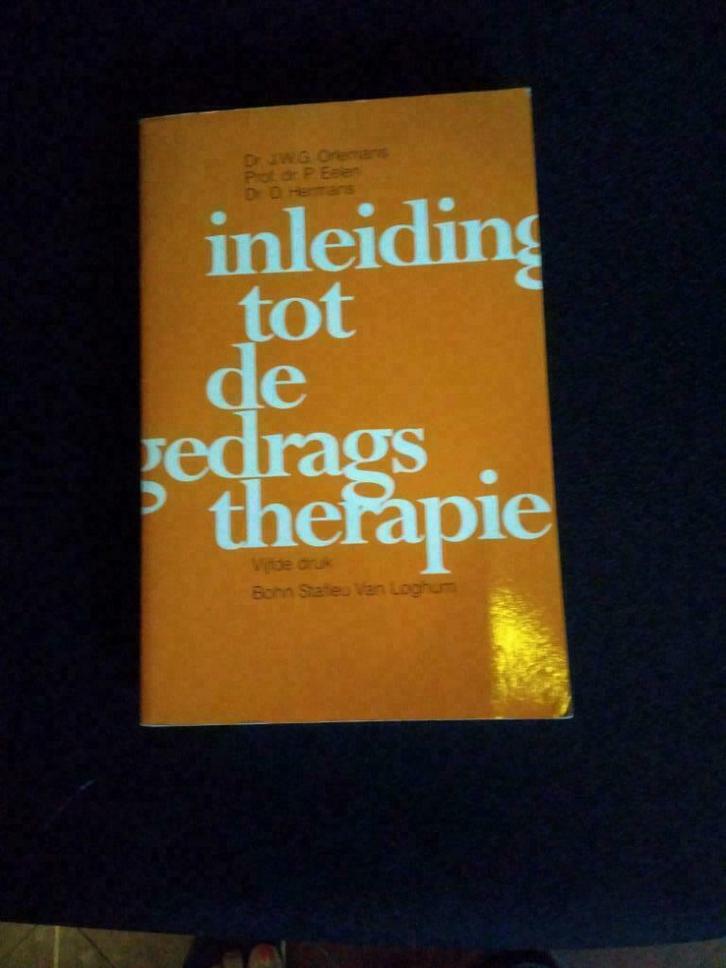 Dr. J.W.G. Orlemans
Prof. dr. P. Eelen
Dr. D. Hermans
inleiding
tot
de
gedrags
therapie
Vijfde druk
Bohn Stafleu Van Loghum